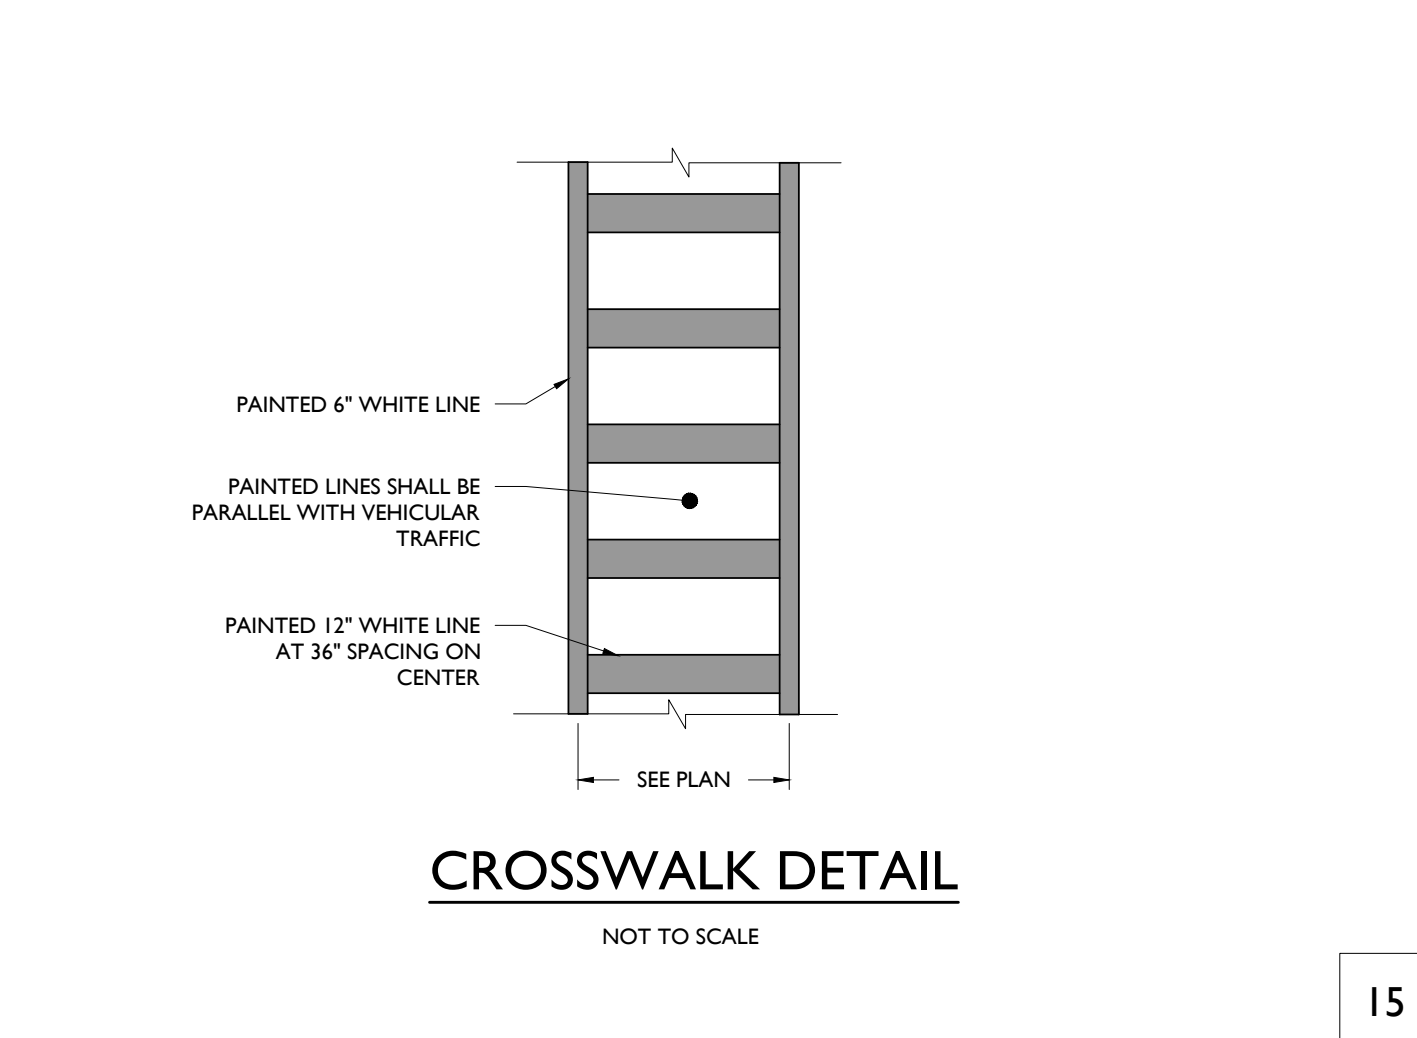 PAINTED 6" WHITE LINE
PAINTED LINES SHALL BE
PARALLEL WITH VEHICULAR
TRAFFIC
PAINTED 12" WHITE LINE
AT 36" SPACING ON
CENTER
SEE PLAN
CROSSWALK DETAIL
NOT TO SCALE
15